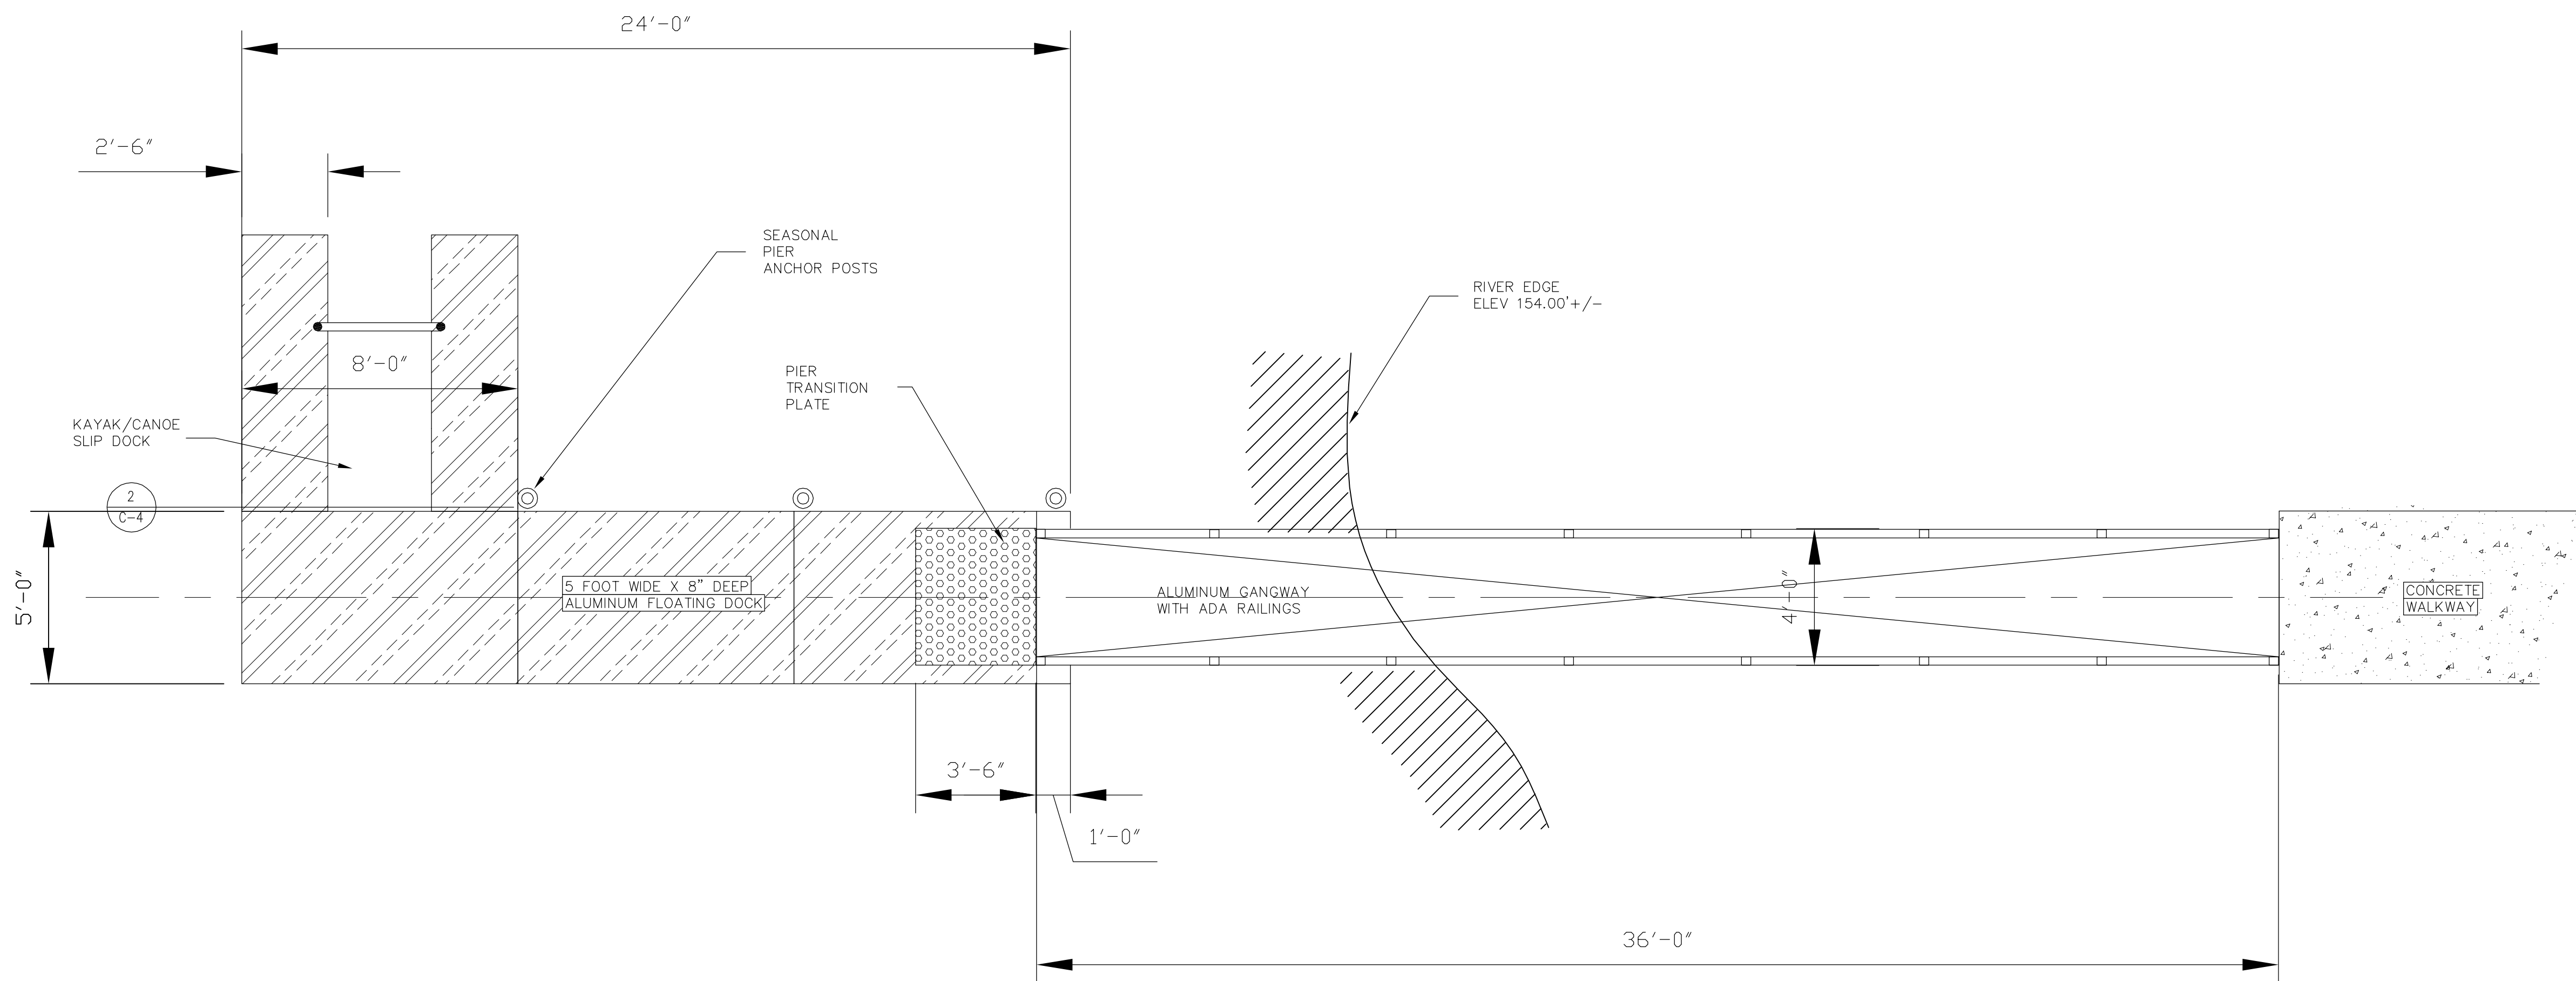 24'-0"
2'-6"
SEASONAL
PIER
ANCHOR POSTS
RIVER EDGE
ELEV 154.00'+/-
8'-0"
PIER
TRANSITION
PLATE
KAYAK/CANOE
SLIP DOCK
2
C-4
5'-0"
5 FOOT WIDE X 8" DEEP
ALUMINUM FLOATING DOCK
ALUMINUM GANGWAY
WITH ADA RAILINGS
4'-0"
CONCRETE
WALKWAY
3'-6"
1'-0"
36'-0"